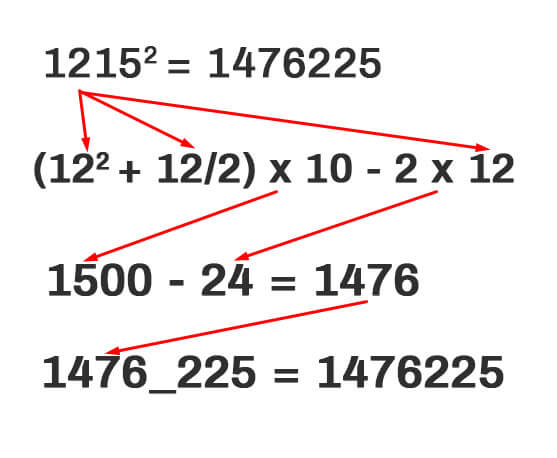 1215² = 1476225
(12² + 12/2) x 10 - 2 x 12
1500 - 24 = 1476
1476_225 = 1476225